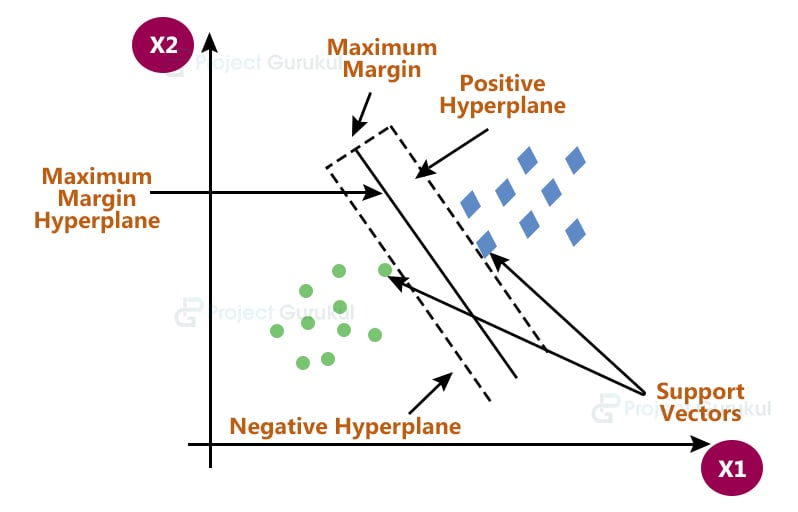 X2
Project Gurukul
Maximum
Margin
Positive
Hyperplane
Maximum
Margin
Hyperplane
Project Gurukul
Negative Hyperplane
Support
Vectors
Project Gurukul
X1